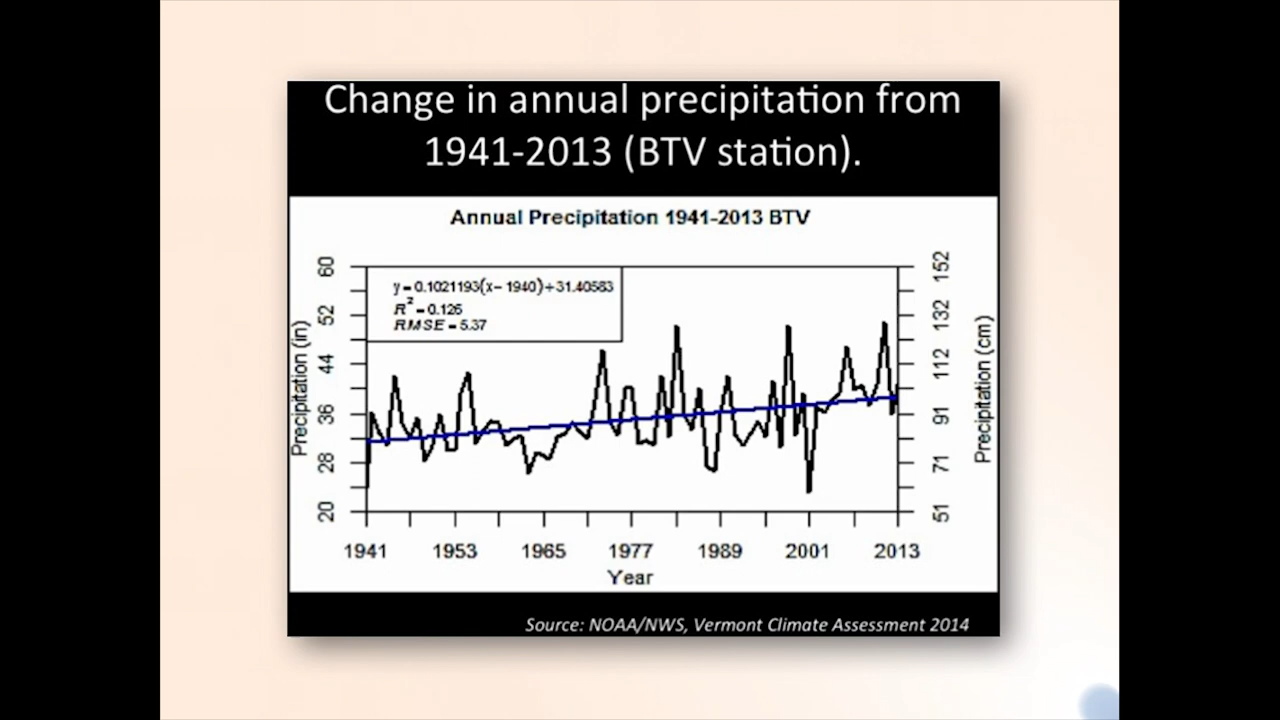 Change in annual precipitation from
1941-2013 (BTV station).
Annual Precipitation 1941-2013 BTV
y=0.1021193(x-1940)+31.40583
R²=0.126
RMSE=5.37
Precipitation (in)
60
52
44
36
28
20
152
132
112
91
71
51
Precipitation (cm)
1941 1953 1965 1977 1989 2001 2013
Year
Source: NOAA/NWS, Vermont Climate Assessment 2014